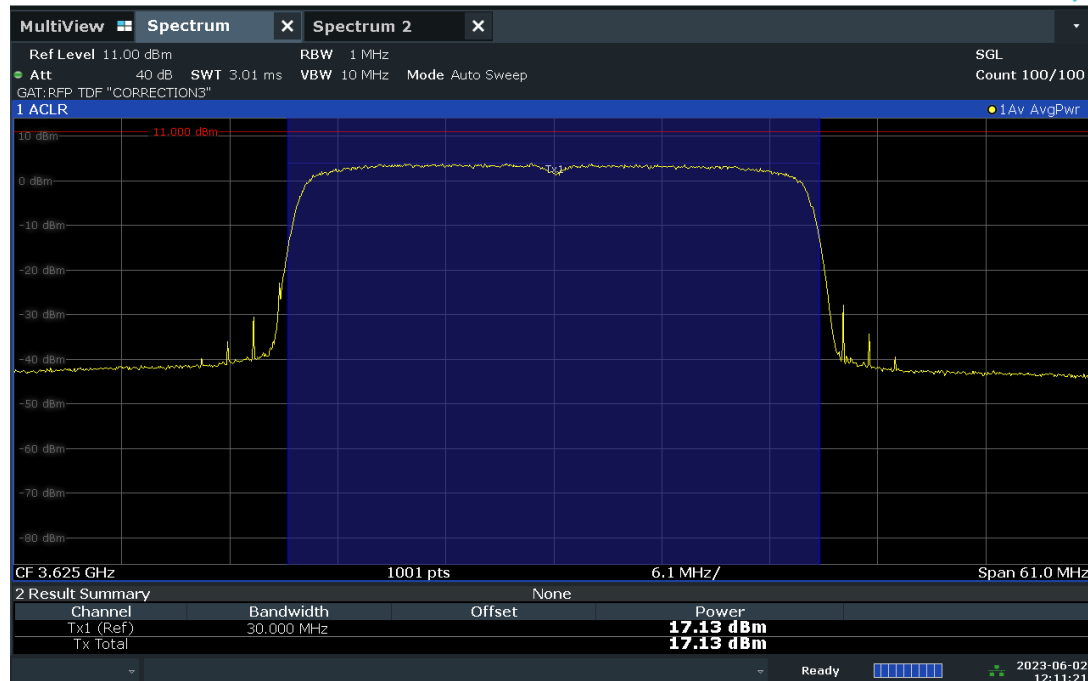 MultiView Spectrum X Spectrum 2 X
Ref Level 11.00 dBm RBW 1 MHz SGL
Att 40 dB SWT 3.01 ms VBW 10 MHz Mode Auto Sweep Count 100/100
GAT:RFP TDF "CORRECTION3"
1 ACLR 1Av AvgPwr
10 dBm 11.000 dBm
Tx1
0 dBm
-10 dBm
-20 dBm
-30 dBm
-40 dBm
-50 dBm
-60 dBm
-70 dBm
-80 dBm
CF 3.625 GHz 1001 pts 6.1 MHz/ Span 61.0 MHz
2 Result Summary None
Channel Bandwidth Offset Power
Tx1 (Ref) 30.000 MHz 17.13 dBm
Tx Total 17.13 dBm
Ready 2023-06-02
12:11:21